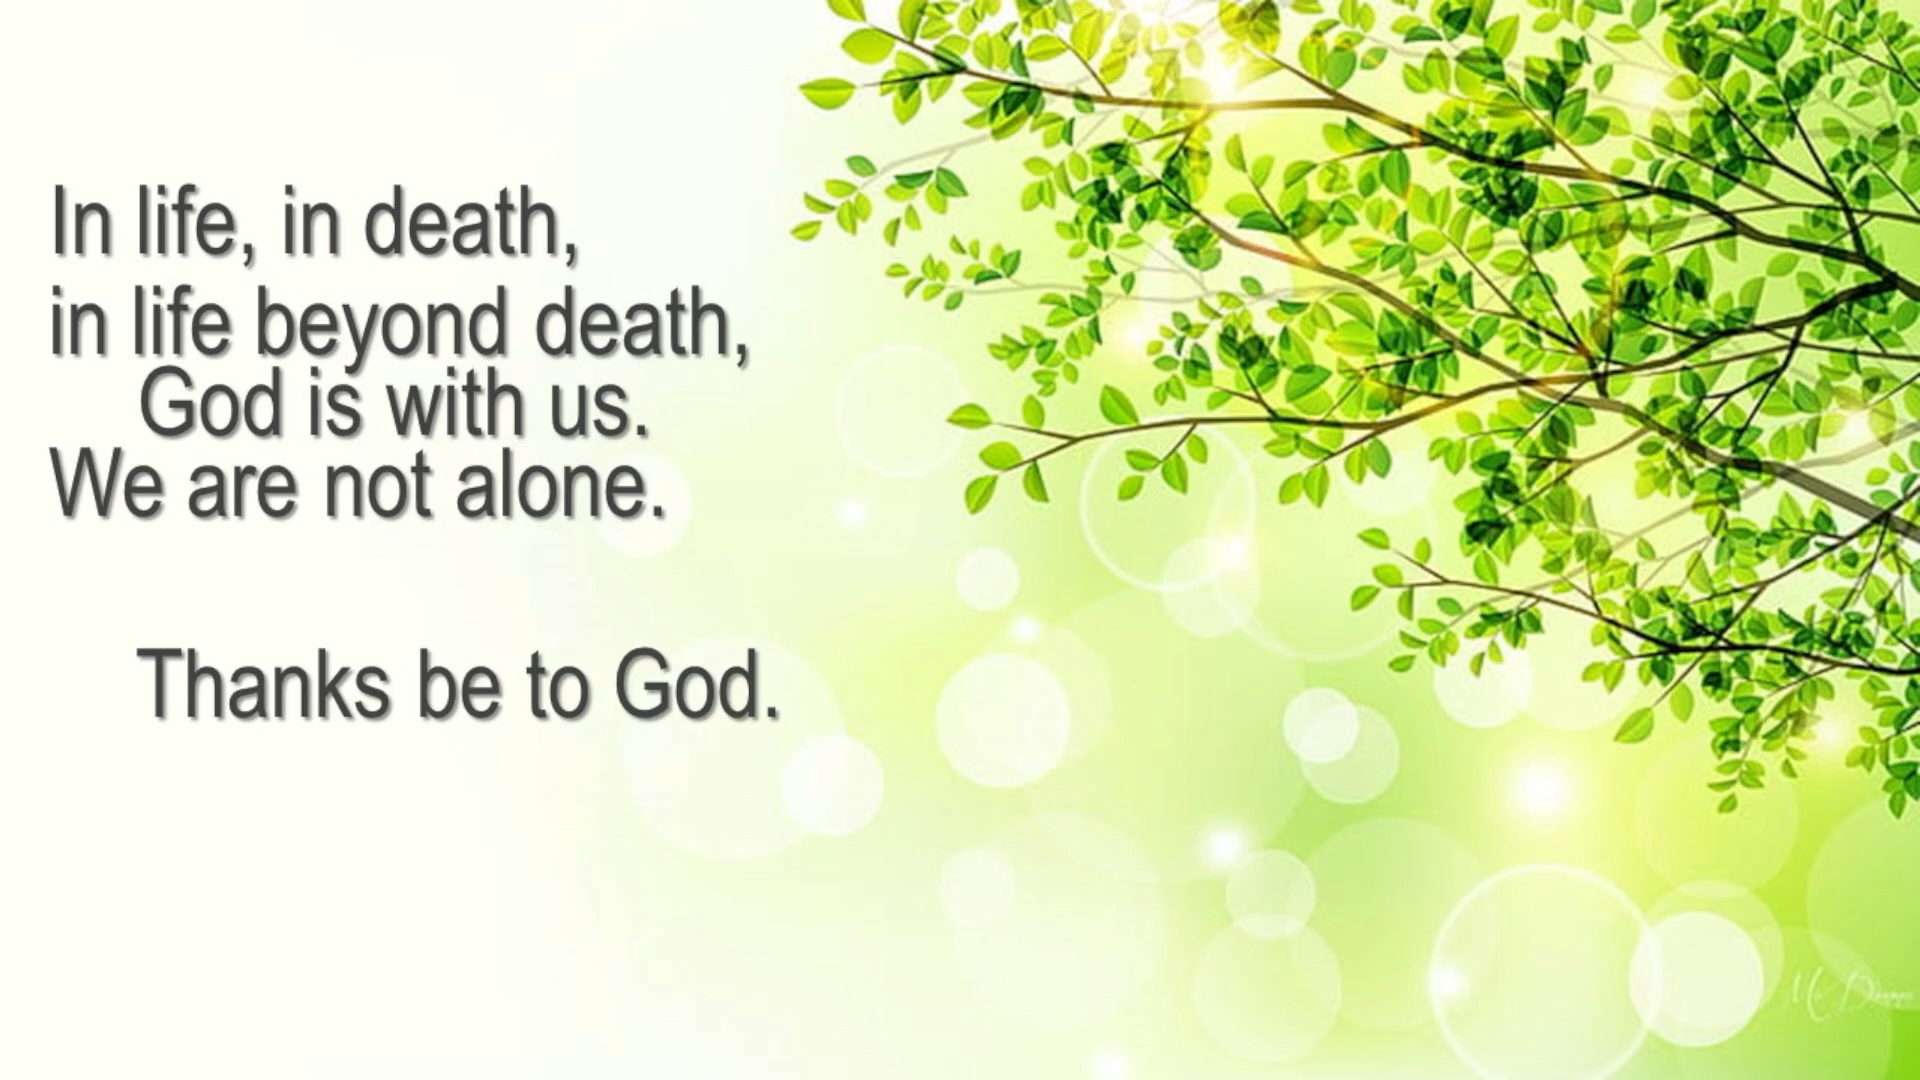 In life, in death,
in life beyond death,
God is with us.
We are not alone.
Thanks be to God.